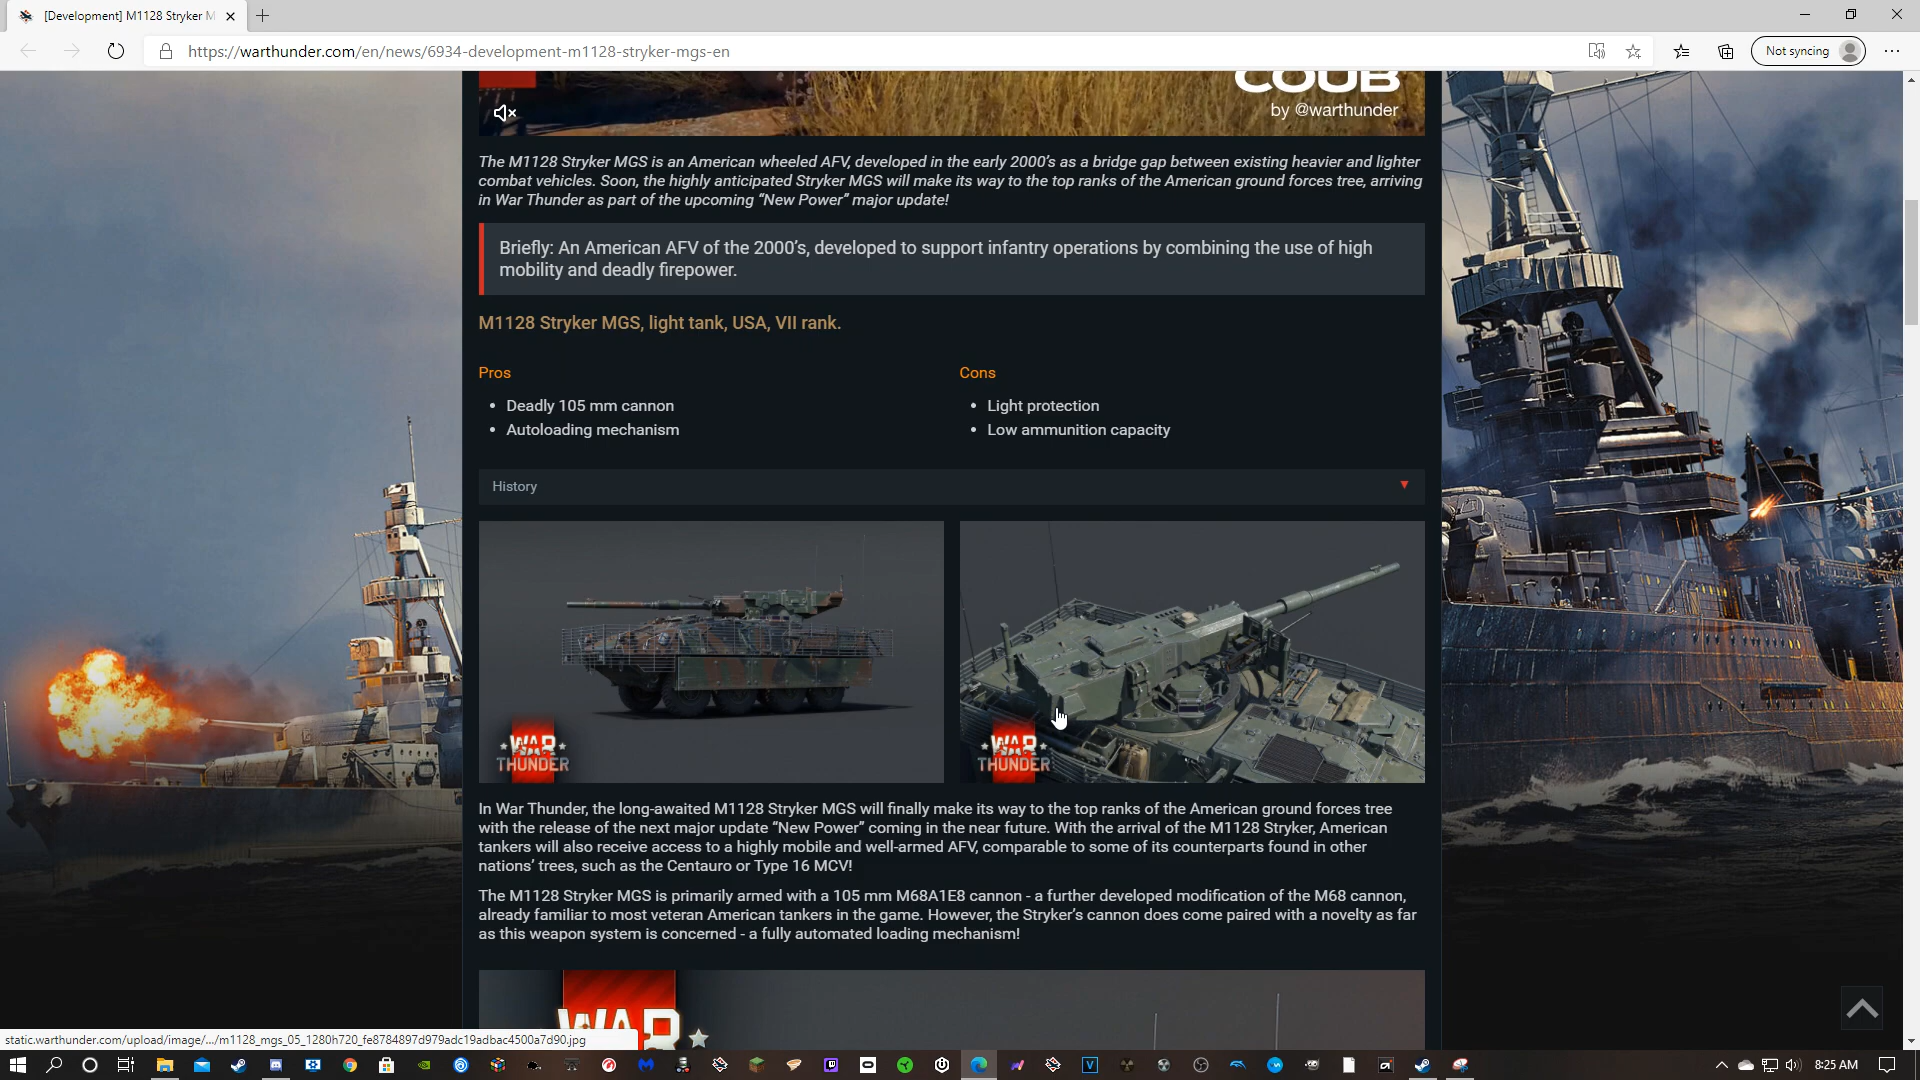 [Development] M1128 Stryker M
https://warthunder.com/en/news/6934-development-m1128-stryker-mgs-en
Not syncing
COUB
by @warthunder
The M1128 Stryker MGS is an American wheeled AFV, developed in the early 2000's as a bridge gap between existing heavier and lighter
combat vehicles. Soon, the highly anticipated Stryker MGS will make its way to the top ranks of the American ground forces tree, arriving
in War Thunder as part of the upcoming “New Power” major update!
Briefly: An American AFV of the 2000's, developed to support infantry operations by combining the use of high
mobility and deadly firepower.
M1128 Stryker MGS, light tank, USA, VII rank.
Pros
• Deadly 105 mm cannon
• Autoloading mechanism
Cons
• Light protection
• Low ammunition capacity
History
WAR
THUNDER
WAR
THUNDER
In War Thunder, the long-awaited M1128 Stryker MGS will finally make its way to the top ranks of the American ground forces tree
with the release of the next major update “New Power” coming in the near future. With the arrival of the M1128 Stryker, American
tankers will also receive access to a highly mobile and well-armed AFV, comparable to some of its counterparts found in other
nations' trees, such as the Centauro or Type 16 MCV!
The M1128 Stryker MGS is primarily armed with a 105 mm M68A1E8 cannon - a further developed modification of the M68 cannon,
already familiar to most veteran American tankers in the game. However, the Stryker's cannon does come paired with a novelty as far
as this weapon system is concerned - a fully automated loading mechanism!
WAR
static.warthunder.com/upload/image/.../m1128_mgs_05_1280h720_fe8784897d979adc19adbac4500a7d90.jpg
8:25 AM